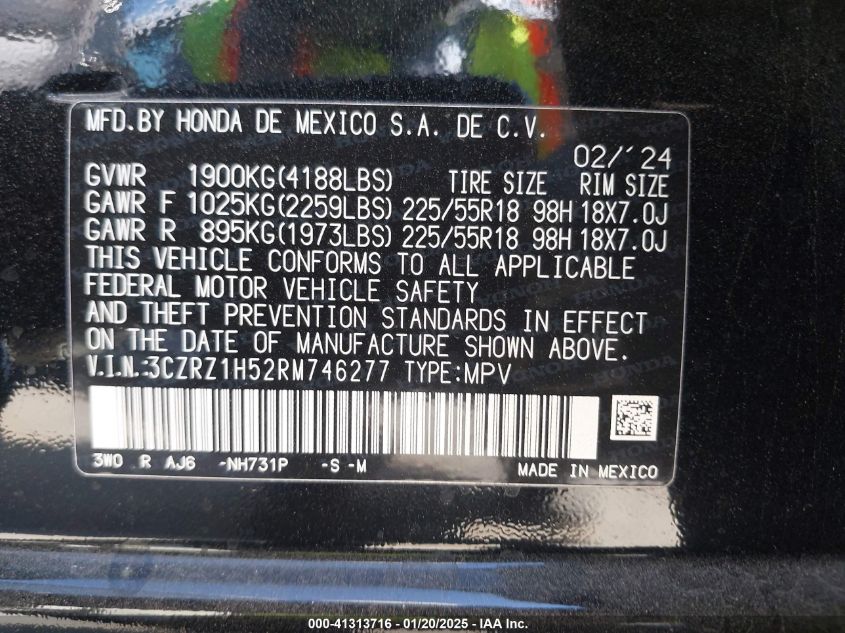 MFD.BY HONDA DE MEXICO S.A. DE C.V.
02/'24
GVWR 1900KG(4188LBS) TIRE SIZE RIM SIZE
GAWR F 1025KG(2259LBS) 225/55R18 98H 18X7.0J
GAWR R 895KG(1973LBS) 225/55R18 98H 18X7.0J
THIS VEHICLE CONFORMS TO ALL APPLICABLE
FEDERAL MOTOR VEHICLE SAFETY
AND THEFT PREVENTION STANDARDS IN EFFECT
ON THE DATE OF MANUFACTURE SHOWN ABOVE.
V.I.N.:3CZRZ1H52RM746277 TYPE:MPV
3W0 R AJ6 -NH731P -S -M MADE IN MEXICO
000-41313716 - 01/20/2025 - IAA Inc.